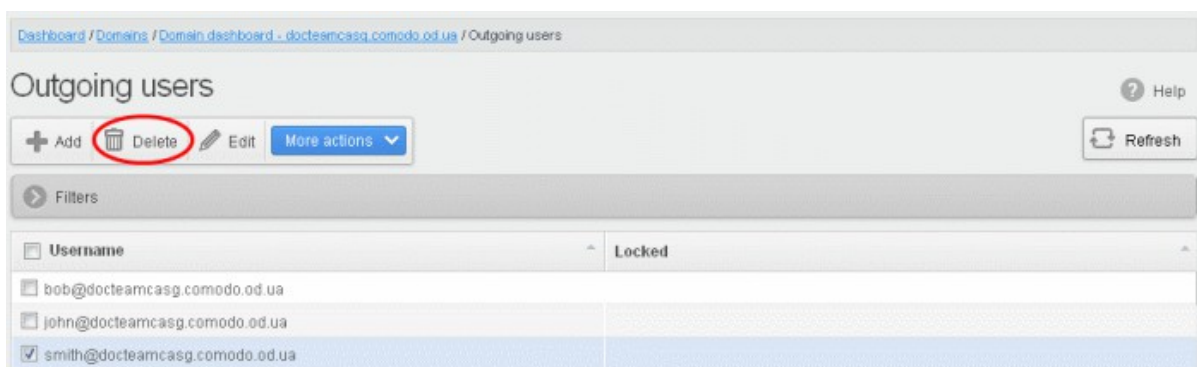 Dashboard / Domains / Domain dashboard - docteamcasg.comodo.od.ua / Outgoing users
Outgoing users
Help
Add Delete Edit More actions Refresh
Filters
Username Locked
bob@docteamcasg.comodo.od.ua
john@docteamcasg.comodo.od.ua
smith@docteamcasg.comodo.od.ua